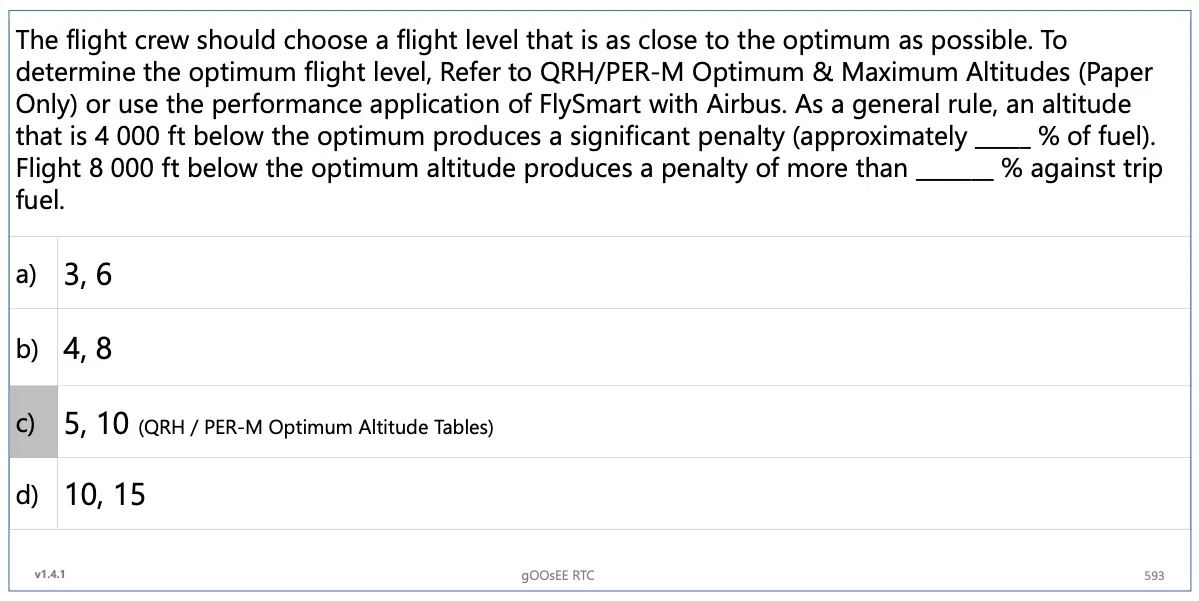 The flight crew should choose a flight level that is as close to the optimum as possible. To
determine the optimum flight level, Refer to QRH/PER-M Optimum & Maximum Altitudes (Paper
Only) or use the performance application of FlySmart with Airbus. As a general rule, an altitude
that is 4 000 ft below the optimum produces a significant penalty (approximately ____ % of fuel).
Flight 8 000 ft below the optimum altitude produces a penalty of more than ______ % against trip
fuel.
a) 3, 6
b) 4, 8
c) 5, 10 (QRH / PER-M Optimum Altitude Tables)
d) 10, 15
v1.4.1 gOOsEE RTC 593